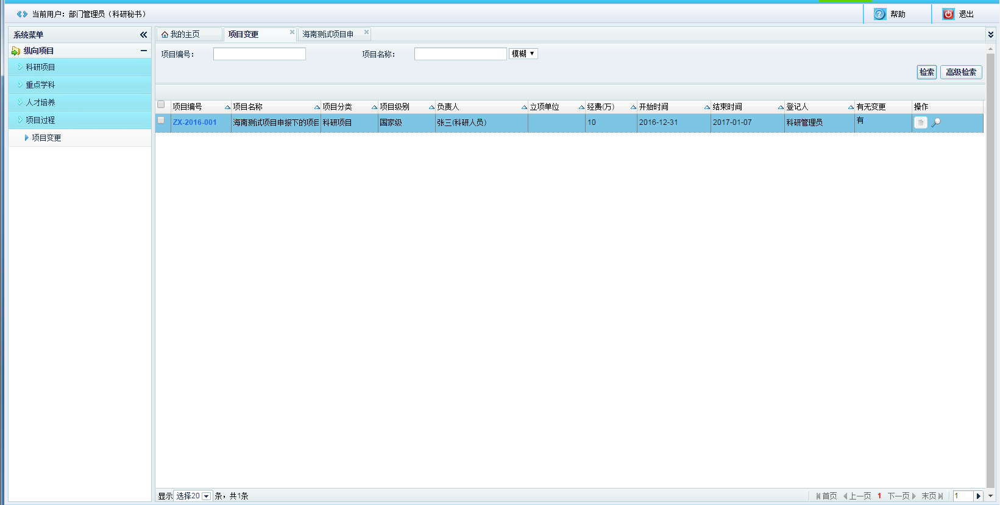 当前用户：部门管理员（科研秘书）
帮助
退出
系统菜单
纵向项目
科研项目
重点学科
人才培养
项目过程
项目变更
我的主页 项目变更 海南测试项目申
项目编号： 项目名称： 模糊
检索 高级检索
项目编号 项目名称 项目分类 项目级别 负责人 立项单位 经费(万) 开始时间 结束时间 登记人 有无变更 操作
ZX-2016-001 海南测试项目申报下的项目 科研项目 国家级 张三(科研人员) 10 2016-12-31 2017-01-07 科研管理员 有
显示 选择20 条，共1条
首页 上一页 1 下一页 末页 1